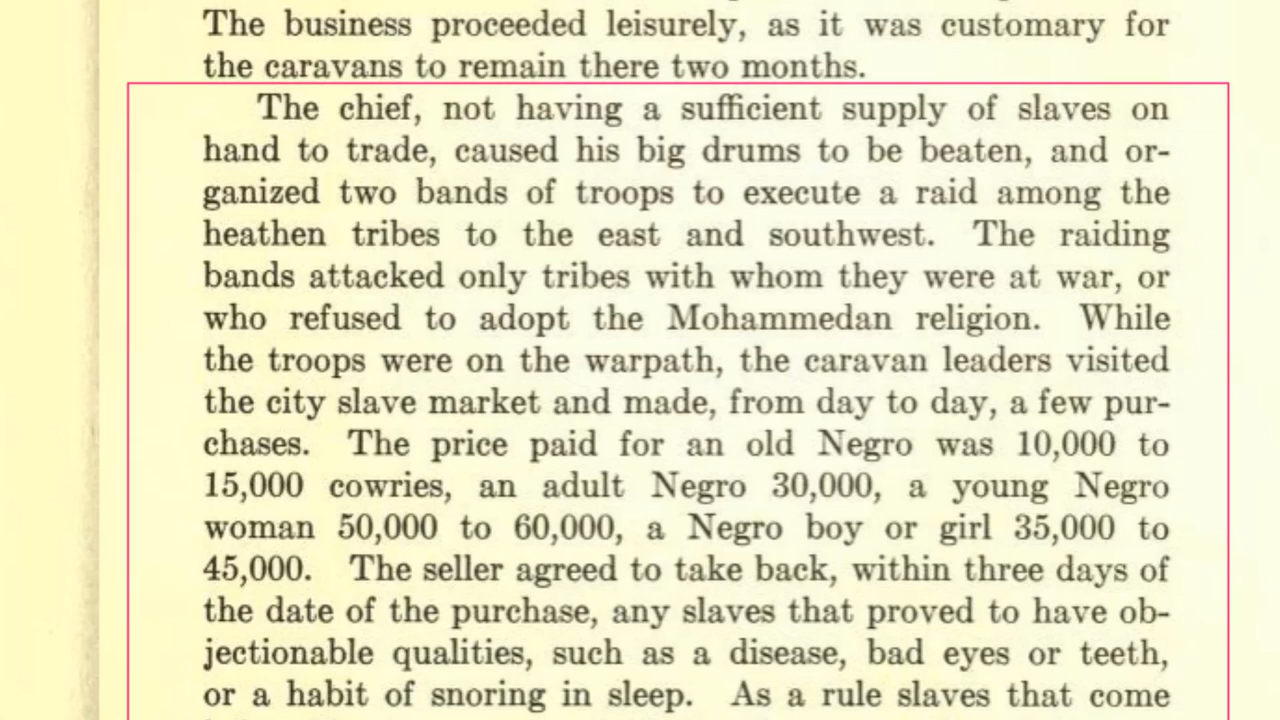 The business proceeded leisurely, as it was customary for
the caravans to remain there two months.
The chief, not having a sufficient supply of slaves on
hand to trade, caused his big drums to be beaten, and or-
ganized two bands of troops to execute a raid among the
heathen tribes to the east and southwest. The raiding
bands attacked only tribes with whom they were at war, or
who refused to adopt the Mohammedan religion. While
the troops were on the warpath, the caravan leaders visited
the city slave market and made, from day to day, a few pur-
chases. The price paid for an old Negro was 10,000 to
15,000 cowries, an adult Negro 30,000, a young Negro
woman 50,000 to 60,000, a Negro boy or girl 35,000 to
45,000. The seller agreed to take back, within three days of
the date of the purchase, any slaves that proved to have ob-
jectionable qualities, such as a disease, bad eyes or teeth,
or a habit of snoring in sleep. As a rule slaves that come